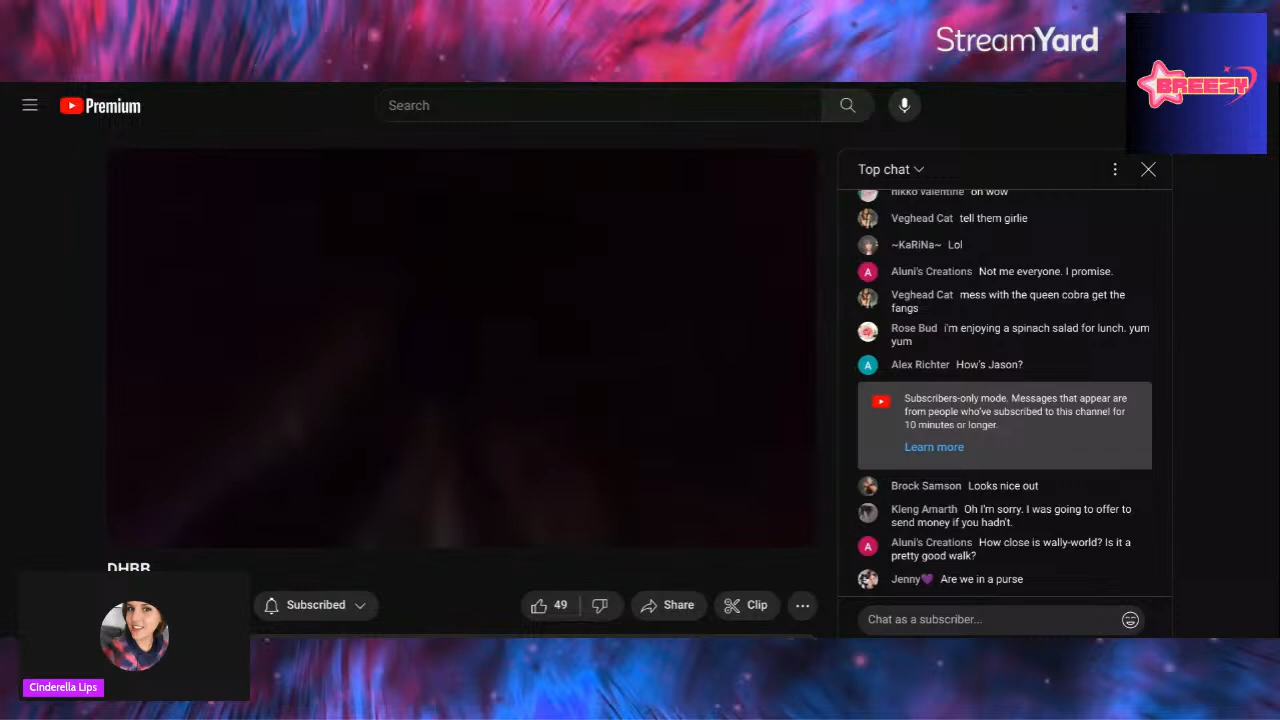 StreamYard
BREEZY
Premium
Search
Top chat
nikko valentine oh wow
Veghead Cat tell them girlie
~KaRiNa~ Lol
A Aluni's Creations Not me everyone. I promise.
Veghead Cat mess with the queen cobra get the
fangs
Rose Bud i'm enjoying a spinach salad for lunch. yum
yum
A Alex Richter How's Jason?
Subscribers-only mode. Messages that appear are
from people who've subscribed to this channel for
10 minutes or longer.
Learn more
Brock Samson Looks nice out
Kleng Amarth Oh I'm sorry. I was going to offer to
send money if you hadn't.
A Aluni's Creations How close is wally-world? Is it a
pretty good walk?
Jenny💜 Are we in a purse
Chat as a subscriber...
DHRB
Subscribed
49
Share
Clip
Cinderella Lips